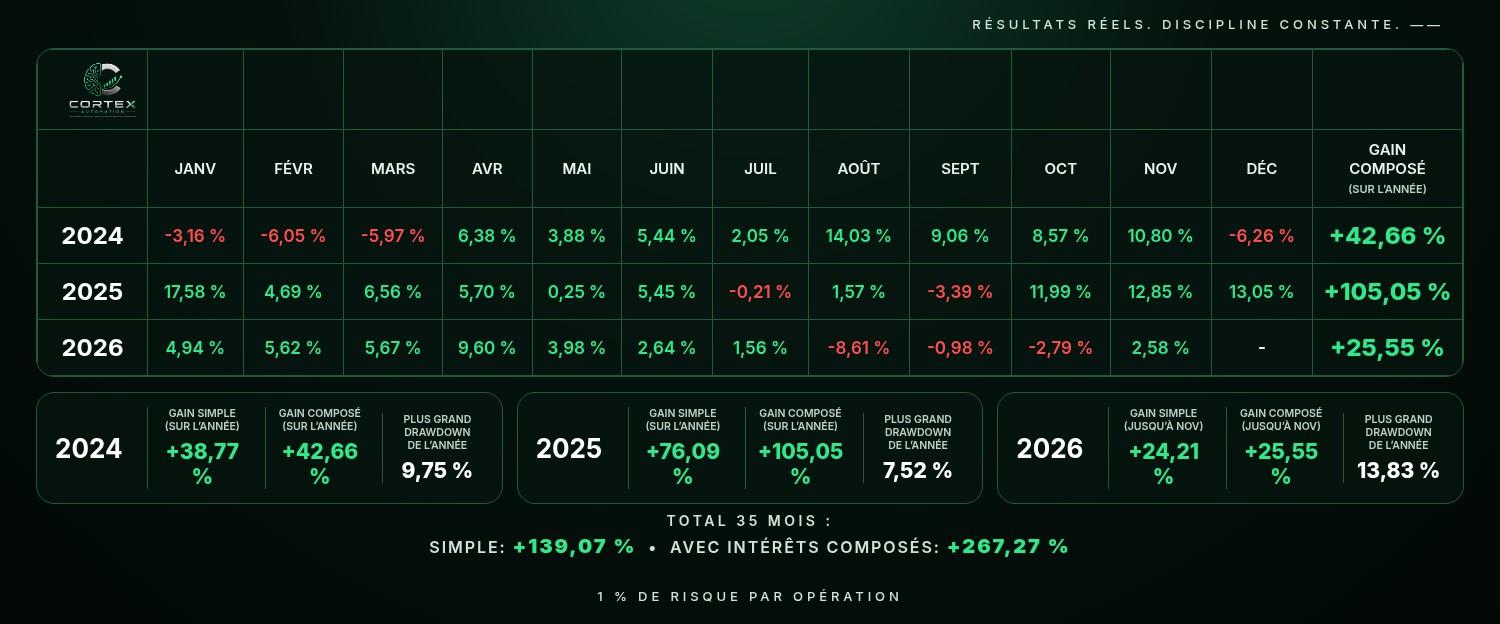 RÉSULTATS RÉELS. DISCIPLINE CONSTANTE. ——
CORTEX
AUTOMATION
JANV FÉVR MARS AVR MAI JUIN JUIL AOÛT SEPT OCT NOV DÉC GAIN COMPOSÉ (SUR L'ANNÉE)
2024 -3,16 % -6,05 % -5,97 % 6,38 % 3,88 % 5,44 % 2,05 % 14,03 % 9,06 % 8,57 % 10,80 % -6,26 % +42,66 %
2025 17,58 % 4,69 % 6,56 % 5,70 % 0,25 % 5,45 % -0,21 % 1,57 % -3,39 % 11,99 % 12,85 % 13,05 % +105,05 %
2026 4,94 % 5,62 % 5,67 % 9,60 % 3,98 % 2,64 % 1,56 % -8,61 % -0,98 % -2,79 % 2,58 % - +25,55 %
2024
GAIN SIMPLE
(SUR L'ANNÉE)
+38,77
%
GAIN COMPOSÉ
(SUR L'ANNÉE)
+42,66
%
PLUS GRAND
DRAWDOWN
DE L'ANNÉE
9,75 %
2025
GAIN SIMPLE
(SUR L'ANNÉE)
+76,09
%
GAIN COMPOSÉ
(SUR L'ANNÉE)
+105,05
%
PLUS GRAND
DRAWDOWN
DE L'ANNÉE
7,52 %
2026
GAIN SIMPLE
(JUSQU'À NOV)
+24,21
%
GAIN COMPOSÉ
(JUSQU'À NOV)
+25,55
%
PLUS GRAND
DRAWDOWN
DE L'ANNÉE
13,83 %
TOTAL 35 MOIS :
SIMPLE: +139,07 % • AVEC INTÉRÊTS COMPOSÉS: +267,27 %
1 % DE RISQUE PAR OPÉRATION